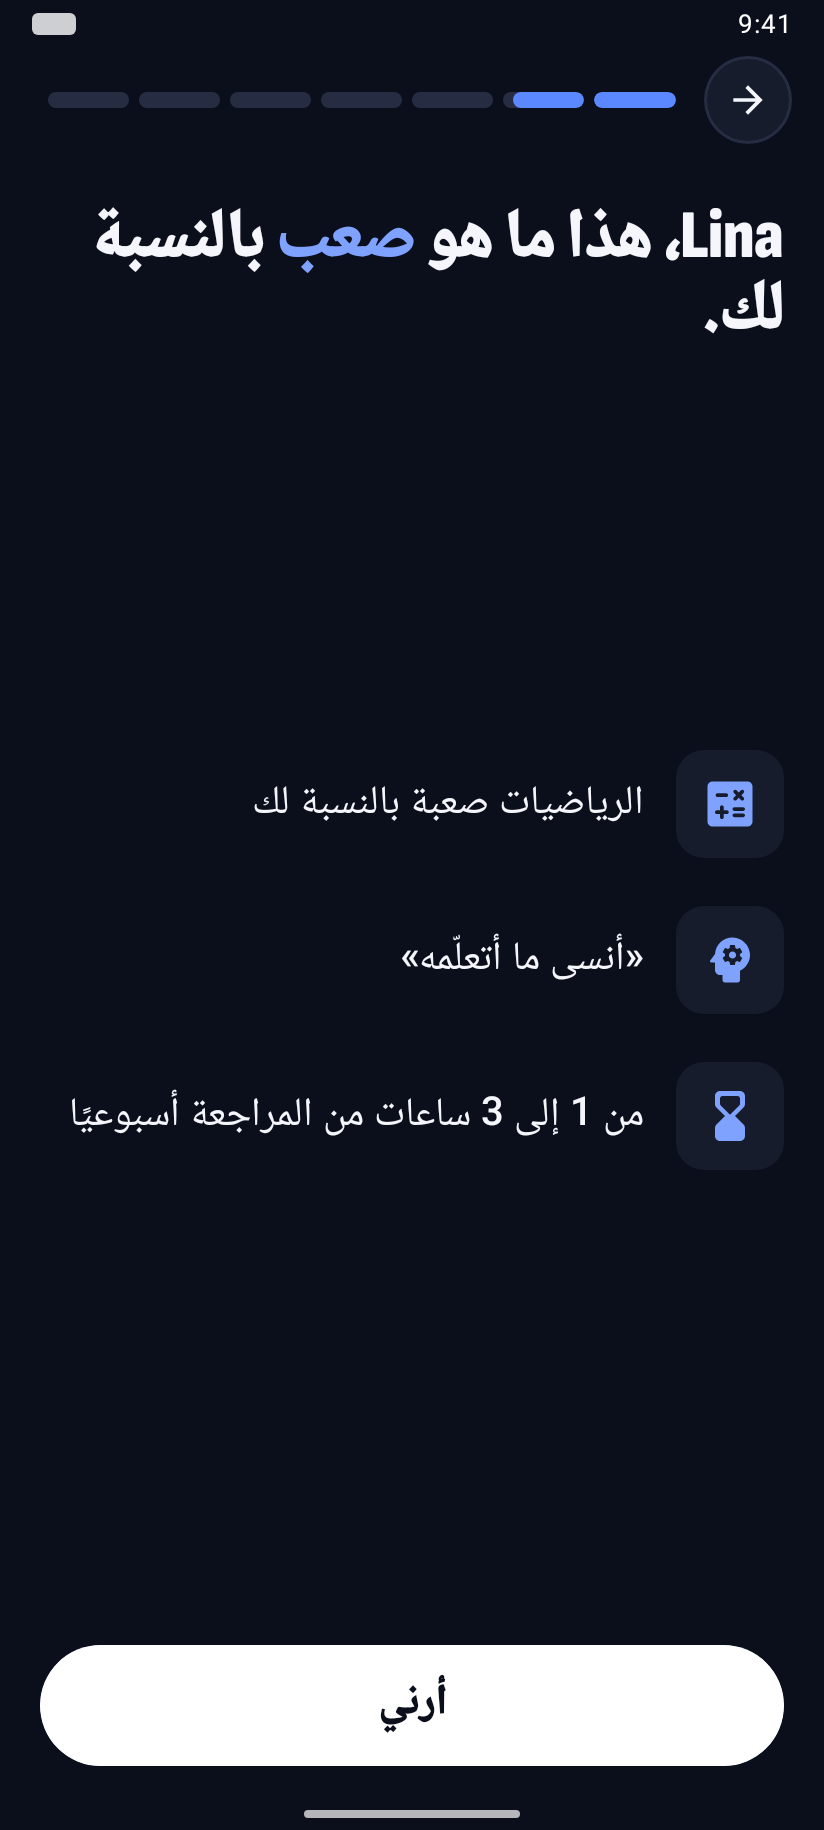 9:41
Lina، هذا ما هو صعب بالنسبة
لك.
الرياضيات صعبة بالنسبة لك
«أنسى ما أتعلّمه»
من 1 إلى 3 ساعات من المراجعة أسبوعيًا
أرني